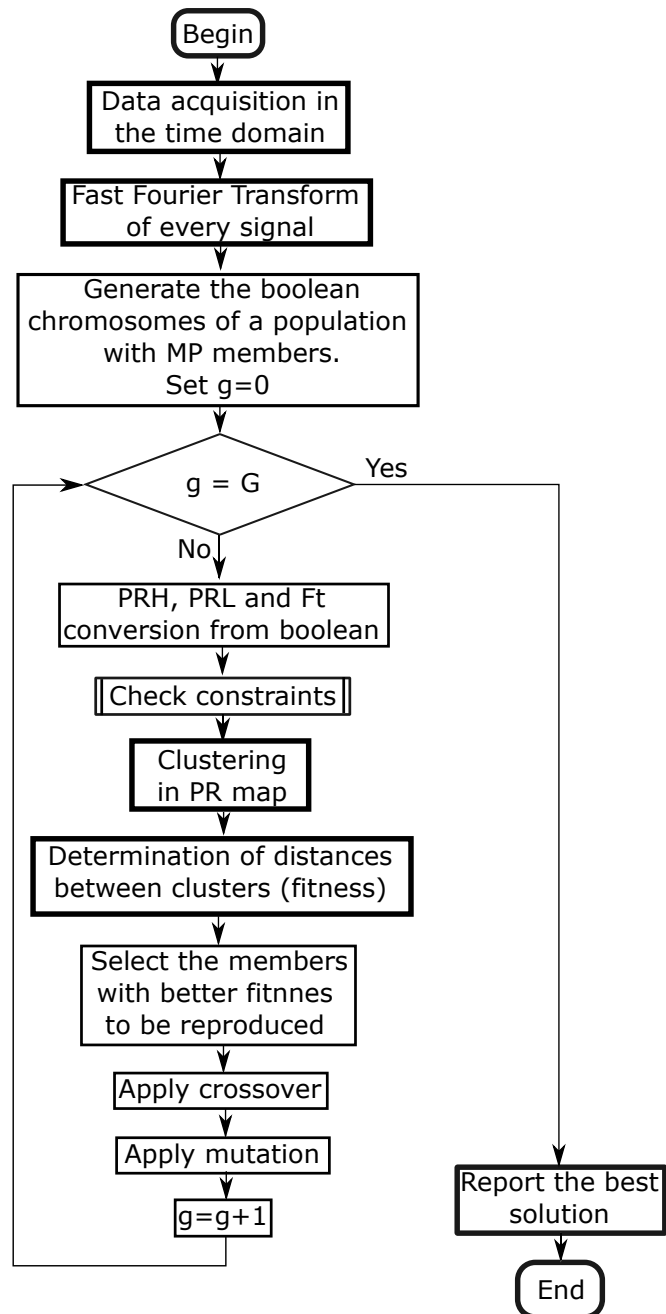 Begin
Data acquisition in
the time domain
Fast Fourier Transform
of every signal
Generate the boolean
chromosomes of a population
with MP members.
Set g=0
g = G
Yes
No
PRH, PRL and Ft
conversion from boolean
Check constraints
Clustering
in PR map
Determination of distances
between clusters (fitness)
Select the members
with better fitnnes
to be reproduced
Apply crossover
Apply mutation
g=g+1
Report the best
solution
End